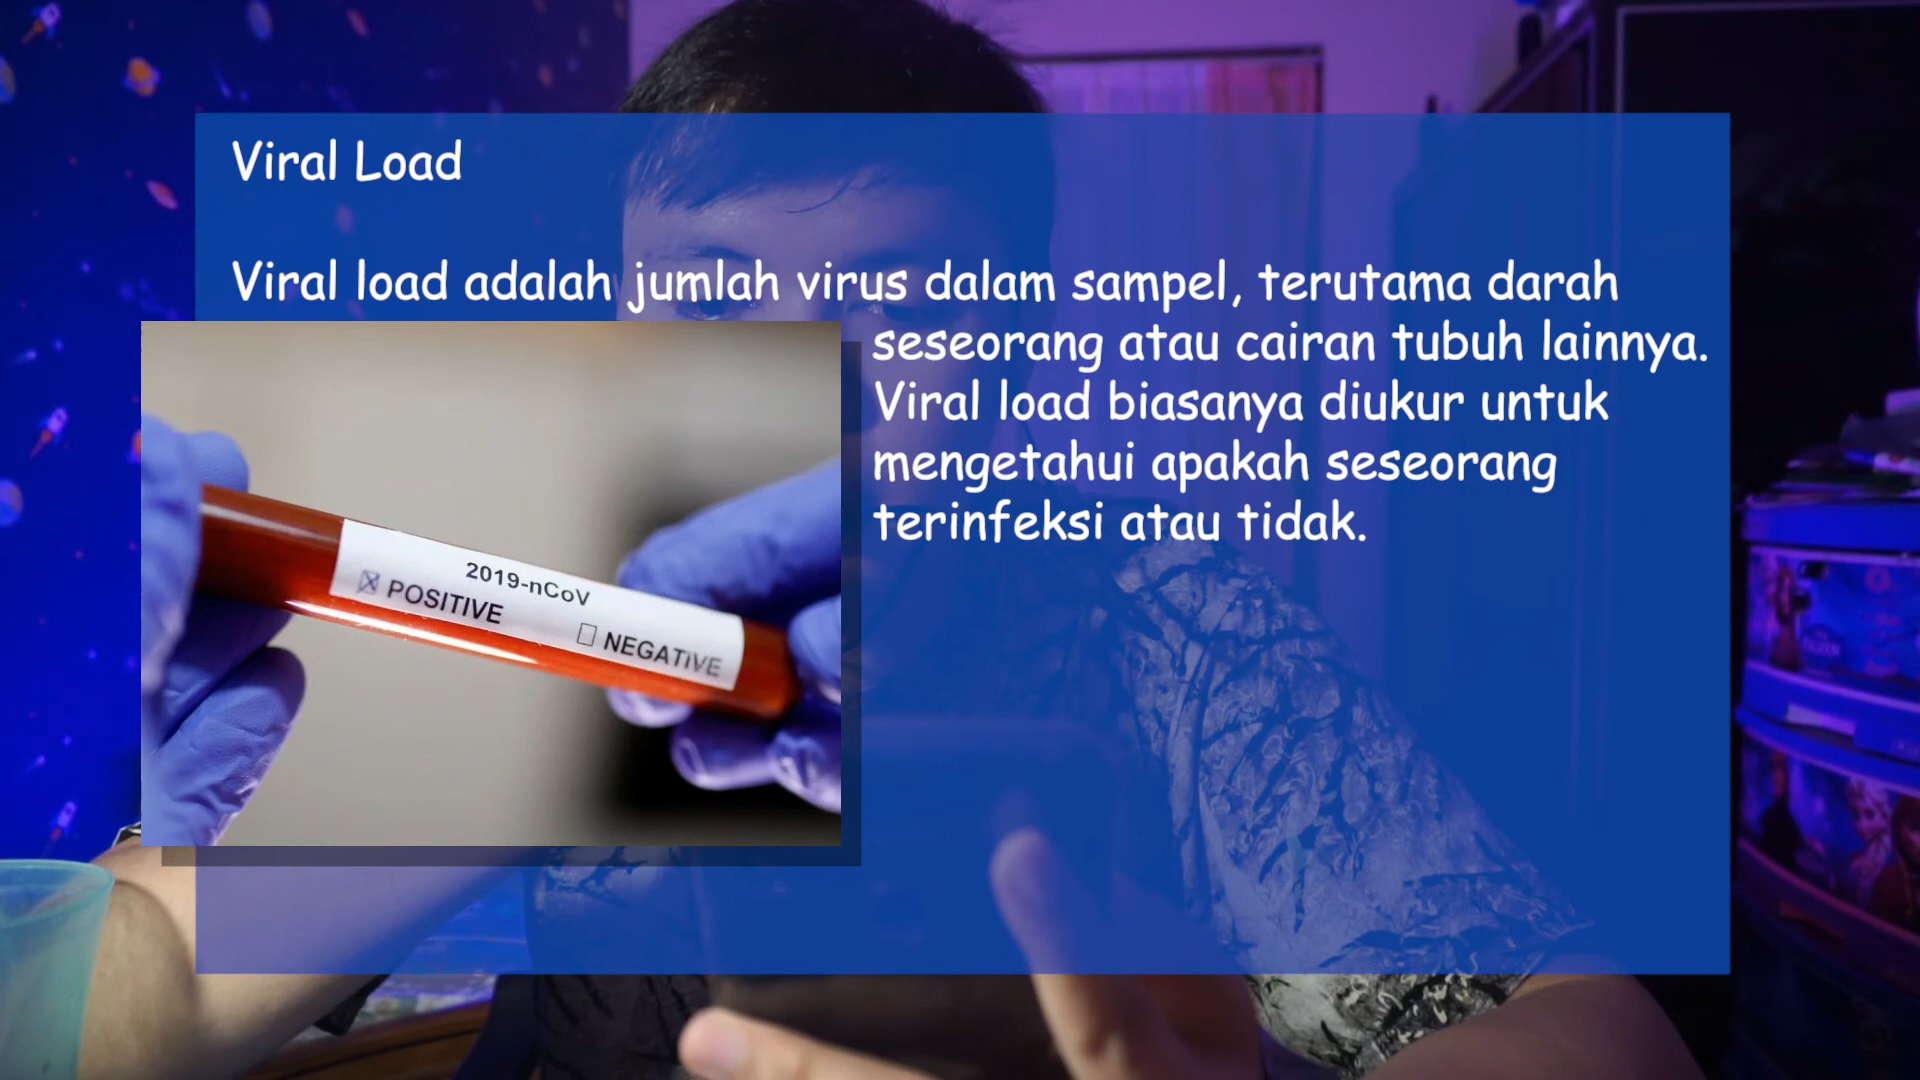 Viral Load
Viral load adalah jumlah virus dalam sampel, terutama darah
seseorang atau cairan tubuh lainnya.
Viral load biasanya diukur untuk
mengetahui apakah seseorang
terinfeksi atau tidak.
2019-nCoV
POSITIVE
NEGATIVE